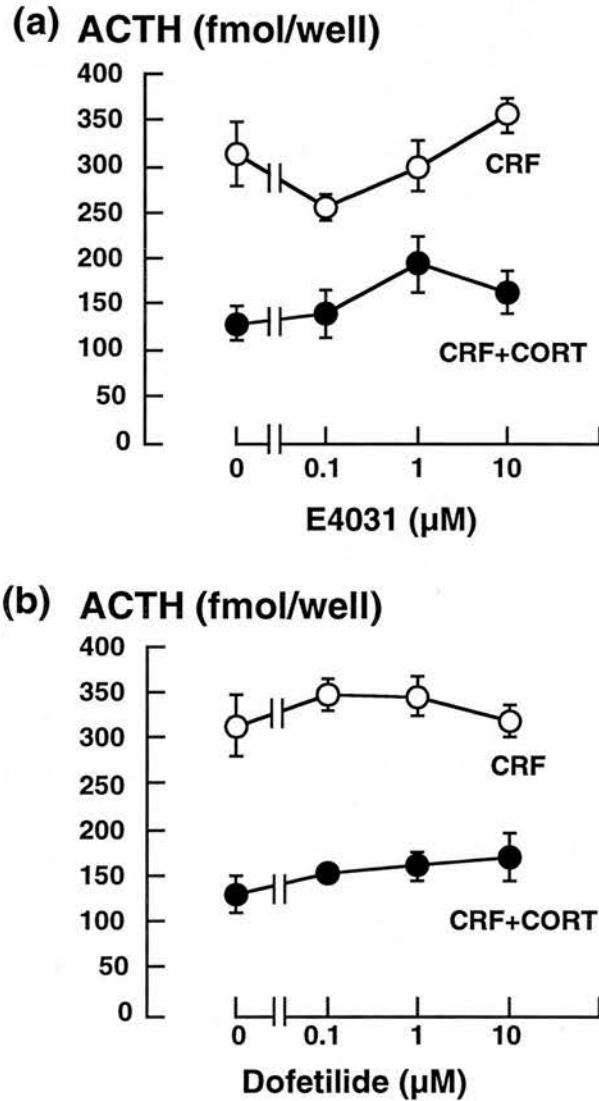 (a) ACTH (fmol/well)
400
350
300
CRF
250
200
150
CRF+CORT
100
50
0
0 0.1 1 10
E4031 (µM)
(b) ACTH (fmol/well)
400
350
300
CRF
250
200
150
CRF+CORT
100
50
0
0 0.1 1 10
Dofetilide (µM)